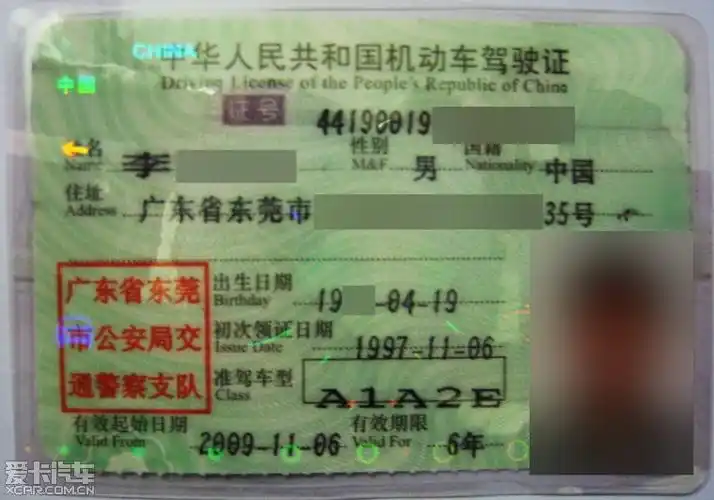 CHINA
中华人民共和国机动车驾驶证
Driving License of the People's Republic of China
中国
证号 44190019
姓名 李 性别 男 国籍 中国
Name M&F Nationality
住址 广东省东莞市 35号
Address
广东省东莞
市公安局交
通警察支队
出生日期 19 -04-19
Birthday
初次领证日期 1997-11-06
Issue Date
准驾车型 A1A2E
Class
有效起始日期 2009-11-06 有效期限 6年
Valid From Valid For
爱卡汽车
XCAR.COM.CN